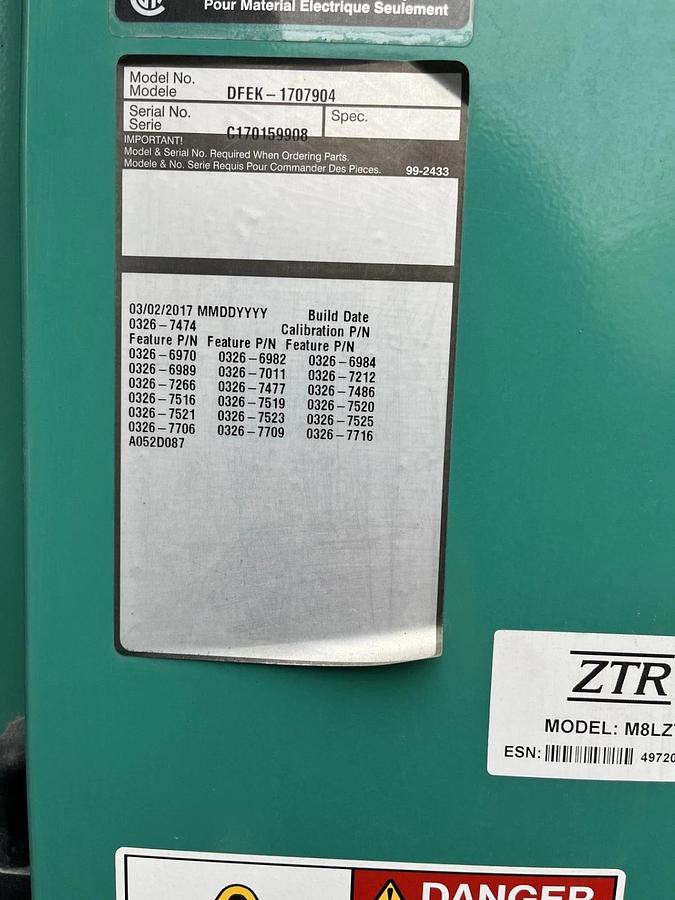 Pour Material Electrique Seulement
Model No.
Modele DFEK-1707904
Serial No. Spec.
Serie C170159908
IMPORTANT!
Model & Serial No. Required When Ordering Parts.
Modele & No. Serie Requis Pour Commander Des Pieces. 99-2433
03/02/2017 MMDDYYYY Build Date
0326-7474 Calibration P/N
Feature P/N Feature P/N Feature P/N
0326-6970 0326-6982 0326-6984
0326-6989 0326-7011 0326-7212
0326-7266 0326-7477 0326-7486
0326-7516 0326-7519 0326-7520
0326-7521 0326-7523 0326-7525
0326-7706 0326-7709 0326-7716
A052D087
ZTR
MODEL: M8LZ
ESN: 49720
DANGER